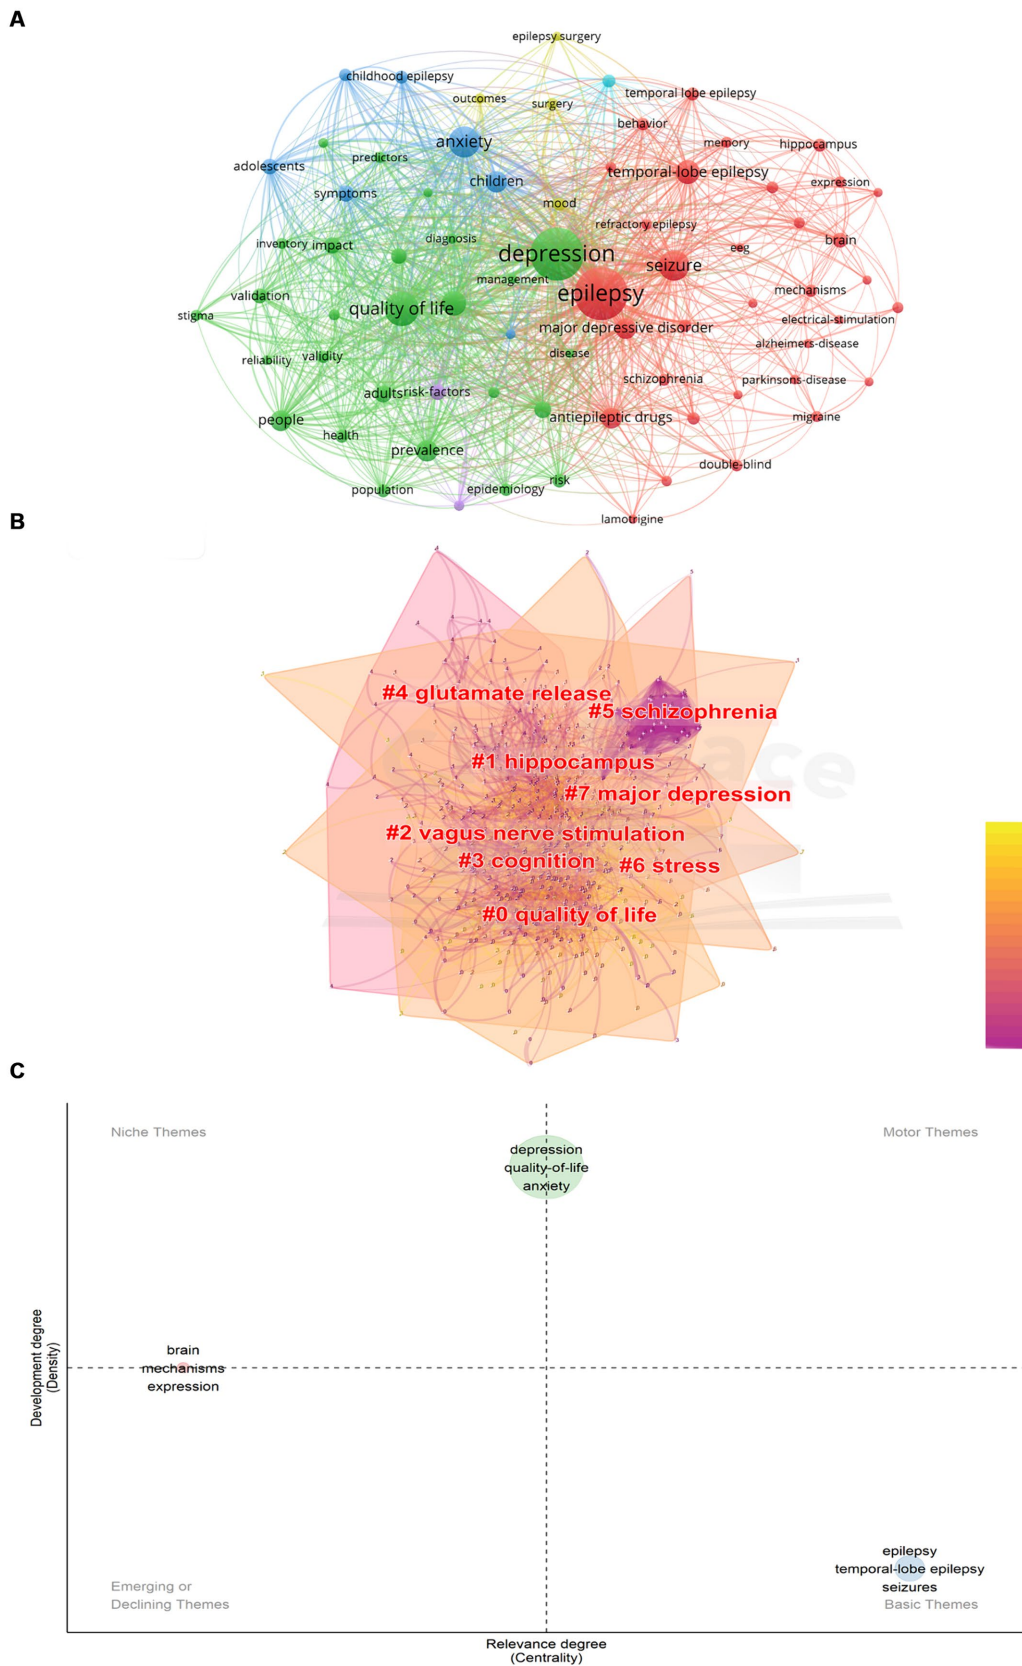 A
epilepsy surgery
childhood epilepsy
temporal lobe epilepsy
outcomes
surgery
behavior
anxiety
memory
hippocampus
predictors
adolescents
temporal-lobe epilepsy
children
expression
symptoms
mood
refractory epilepsy
diagnosis
brain
inventory
impact
eeg
depression
seizure
management
mechanisms
epilepsy
validation
quality of life
stigma
electrical-stimulation
major depressive disorder
alzheimers-disease
disease
validity
reliability
schizophrenia
parkinsons-disease
adults
risk-factors
antiepileptic drugs
migraine
people
health
prevalence
double-blind
risk
population
epidemiology
lamotrigine
B
#4 glutamate release
#5 schizophrenia
#1 hippocampus
#7 major depression
#2 vagus nerve stimulation
#3 cognition
#6 stress
#0 quality of life
C
Niche Themes
Motor Themes
depression
quality-of-life
anxiety
brain
mechanisms
expression
Development degree
(Density)
epilepsy
temporal-lobe epilepsy
seizures
Emerging or
Declining Themes
Basic Themes
Relevance degree
(Centrality)